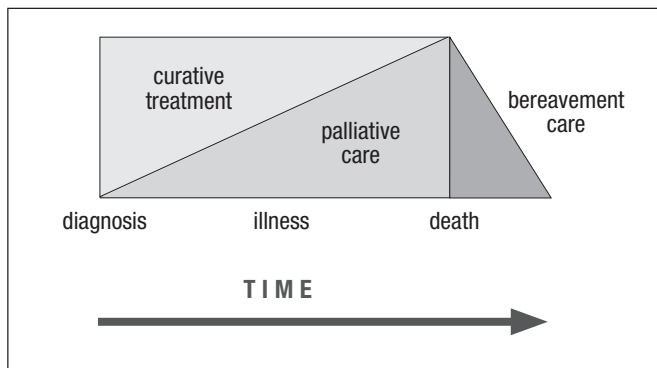 curative
treatment
palliative
care
bereavement
care
diagnosis illness death
TIME